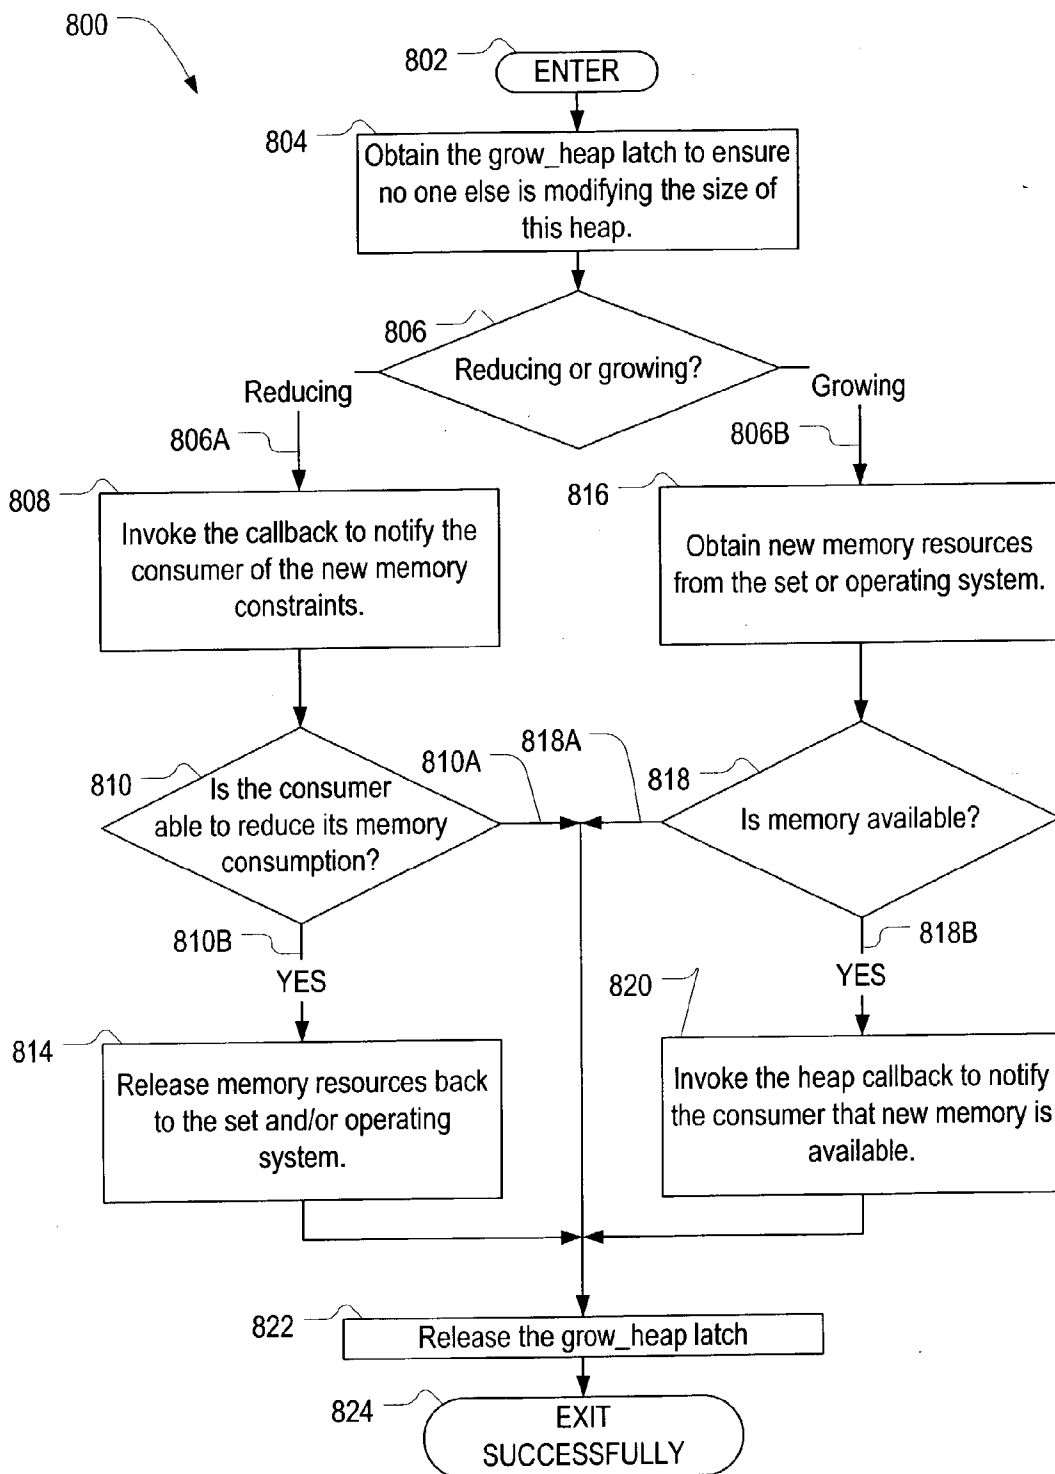 800
802
ENTER
804
Obtain the grow_heap latch to ensure
no one else is modifying the size of
this heap.
806
Reducing or growing?
Reducing
Growing
806A
806B
808
Invoke the callback to notify the
consumer of the new memory
constraints.
816
Obtain new memory resources
from the set or operating system.
810
Is the consumer
able to reduce its memory
consumption?
810A
818A
818
Is memory available?
810B
YES
818B
YES
814
Release memory resources back
to the set and/or operating
system.
820
Invoke the heap callback to notify
the consumer that new memory is
available.
822
Release the grow_heap latch
824
EXIT
SUCCESSFULLY